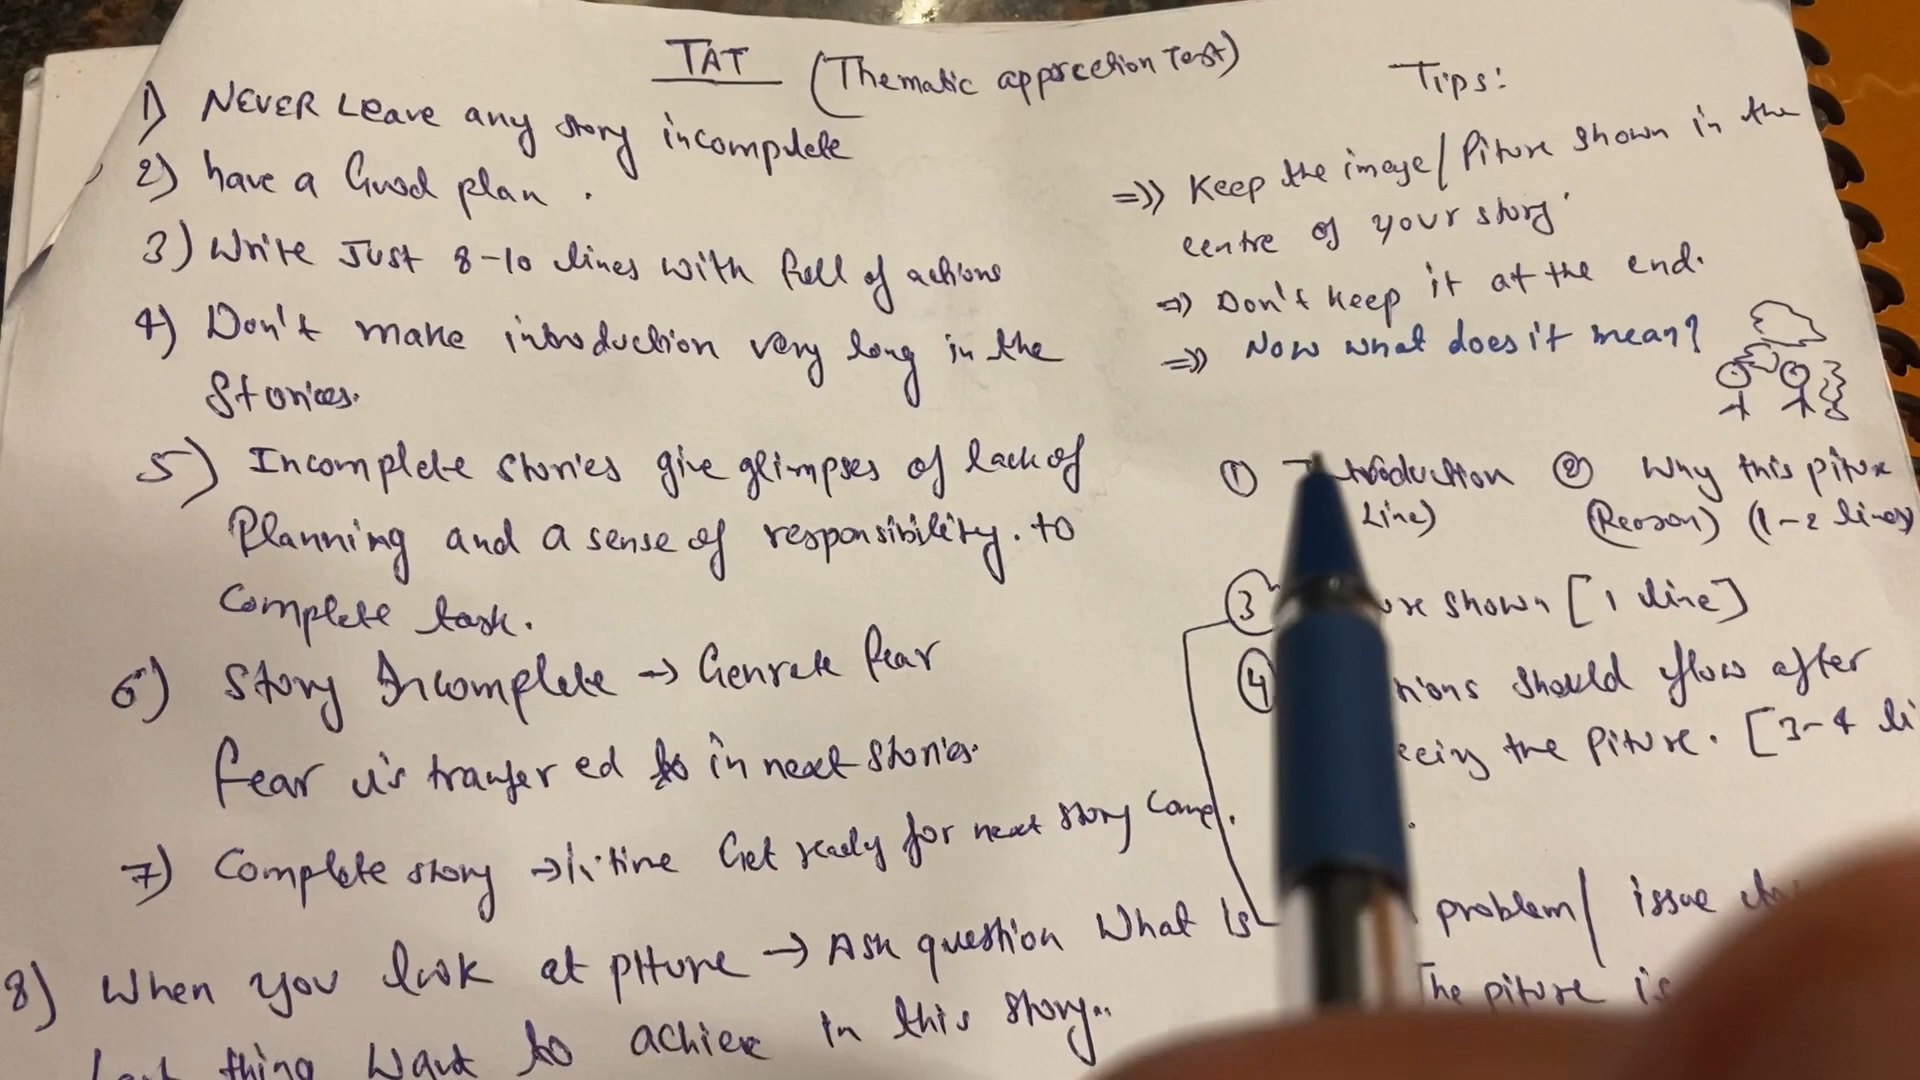 TAT (Thematic apprcetion Test)
1) NEVER Leave any story incomplete
2) have a Good plan.
3) Write Just 8-10 lines with full of actions
4) Don't make introduction very long in the
Stories.
5) Incomplete stories give glimpses of lack of
Planning and a sense of responsibility. to
Complete task.
6) Story Incomplete → Genrate fear
fear is tranfered to in next stories.
7) Complete story → in time Get ready for next story
8) When you look at piture → Ask question What is
thing want to achieve in this story..
Tips:
⇒ Keep the image/Piture shown in the
centre of your story
⇒ Don't keep it at the end.
⇒ Now what does it mean?
① Introduction ② Why this piture
Line) (Reason) (1-2 lines)
③ shown [1 line]
④ should flow after
the Piture. [3-4
problem/ issue
The piture is